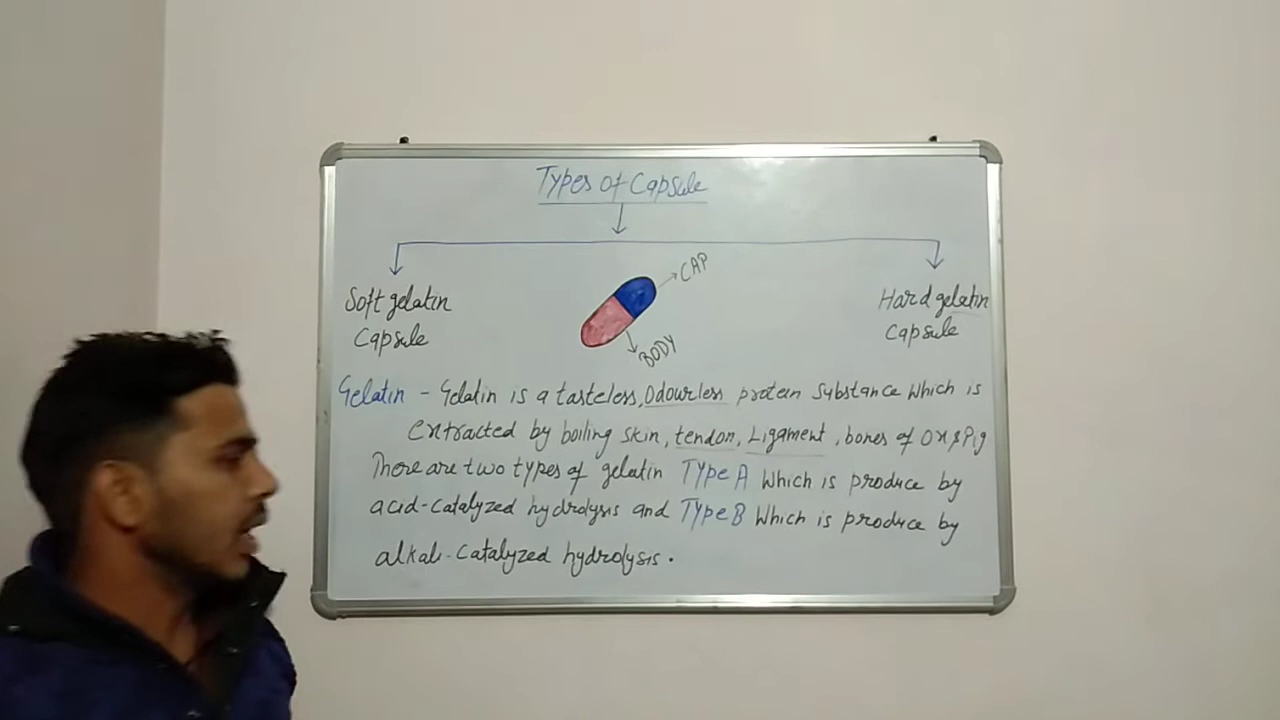 Types of Capsule
CAP
Soft gelatin
Capsule
Hard gelatin
Capsule
BODY
Gelatin - Gelatin is a tasteless, Odourless protein substance which is
extracted by boiling skin, tendon, Ligament, bones of Ox & Pig
There are two types of gelatin Type A which is produce by
acid-catalyzed hydrolysis and Type B which is produce by
alkali-catalyzed hydrolysis.